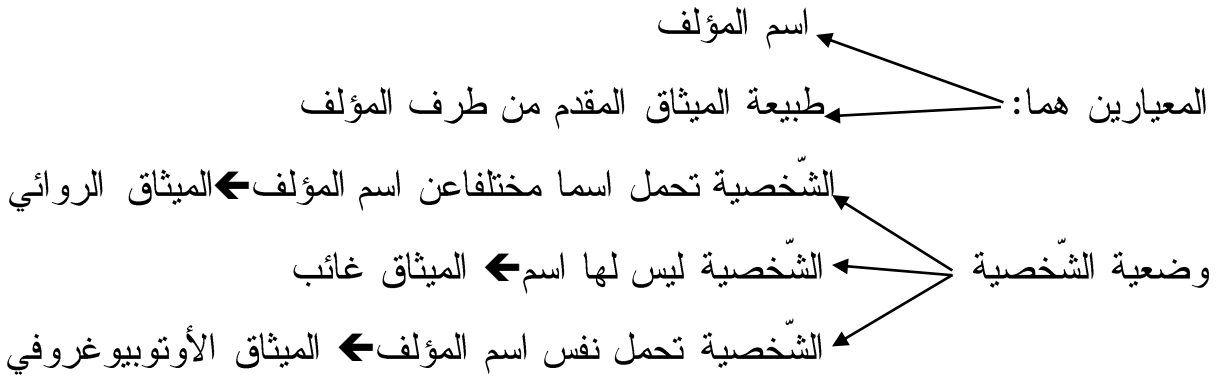 اسم المؤلف
المعيارين هما: طبيعة الميثاق المقدم من طرف المؤلف
الشّخصية تحمل اسما مختلفاعن اسم المؤلف🡸الميثاق الروائي
وضعية الشّخصية الشّخصية ليس لها اسم🡸 الميثاق غائب
الشّخصية تحمل نفس اسم المؤلف🡸 الميثاق الأوتوبيوغروفي